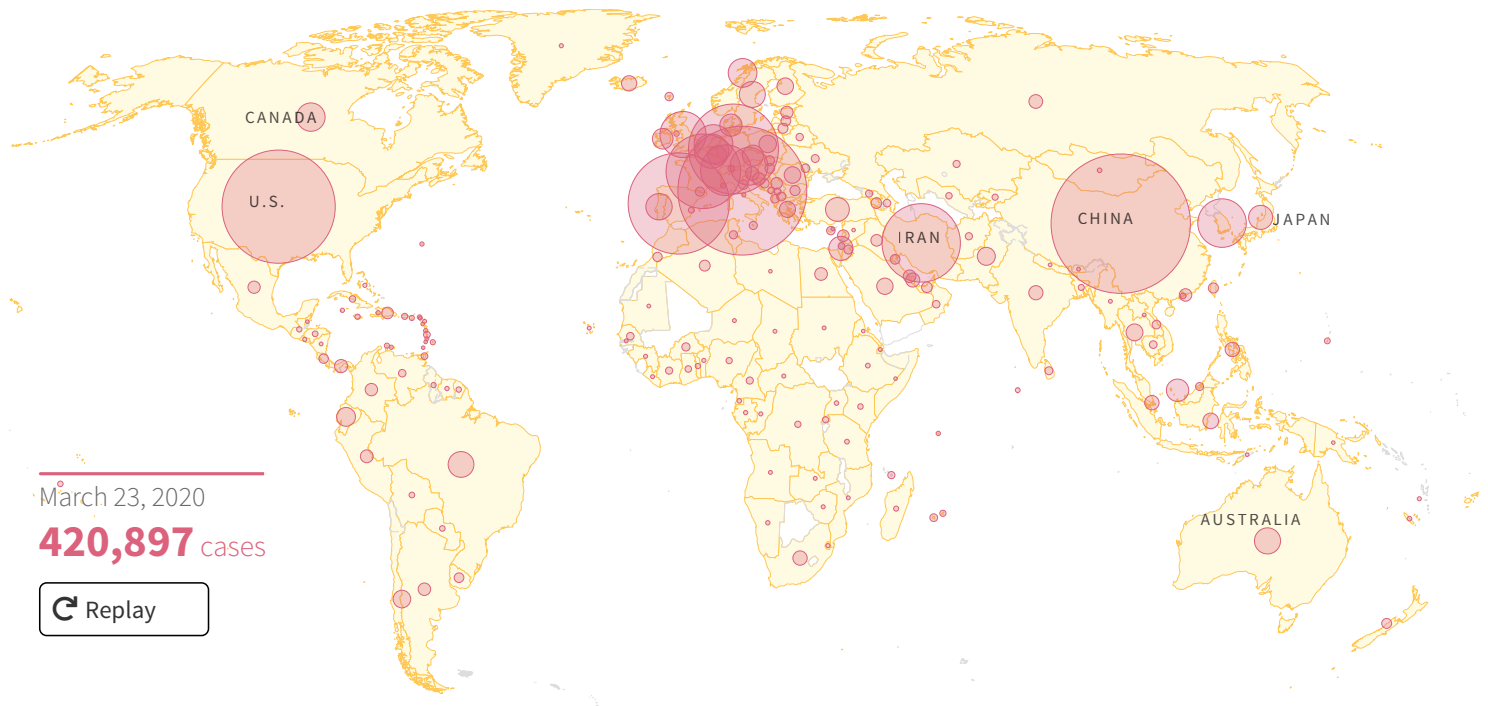 CANADA
U.S.
CHINA
JAPAN
IRAN
March 23, 2020
420,897 cases
AUSTRALIA
Replay